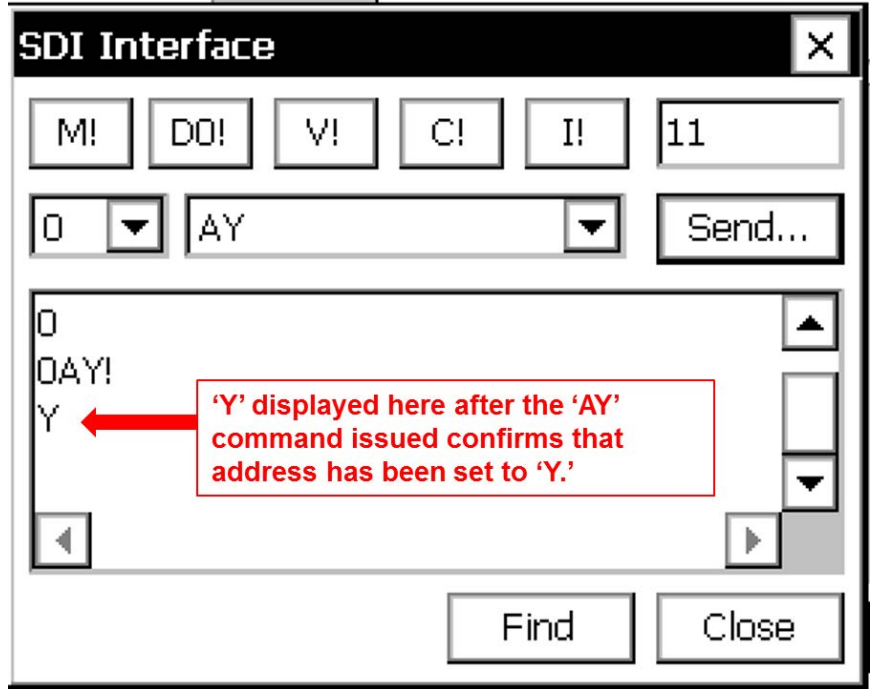 SDI Interface
M! D0! V! C! I! 11
0 AY Send...
0
0AY!
Y
‘Y’ displayed here after the ‘AY’
command issued confirms that
address has been set to ‘Y.’
Find Close